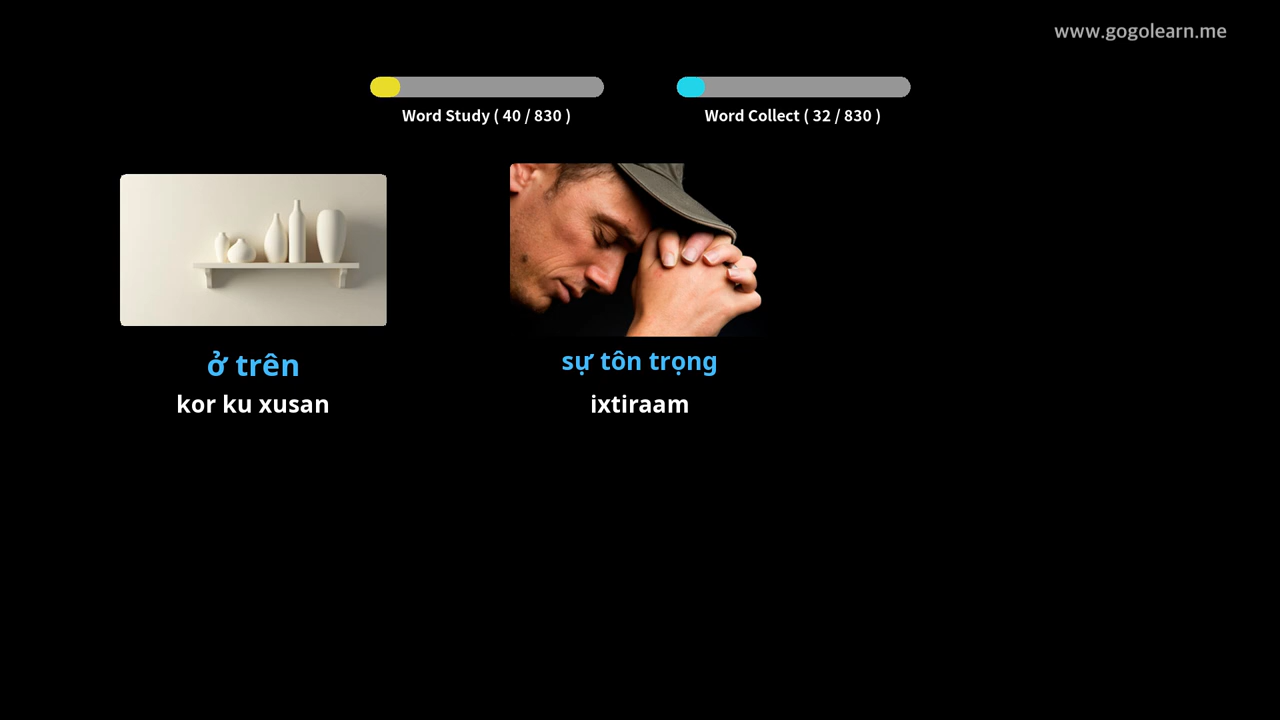 www.gogolearn.me
Word Study ( 40 / 830 )
Word Collect ( 32 / 830 )
ở trên
kor ku xusan
sự tôn trọng
ixtiraam